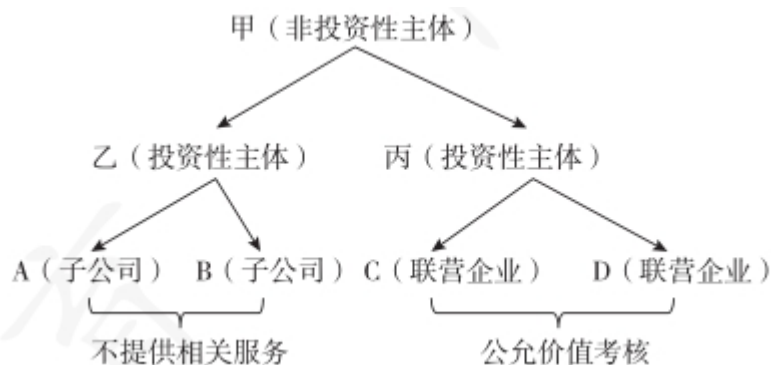 甲（非投资性主体）
乙（投资性主体） 丙（投资性主体）
A（子公司） B（子公司） C（联营企业） D（联营企业）
不提供相关服务 公允价值考核